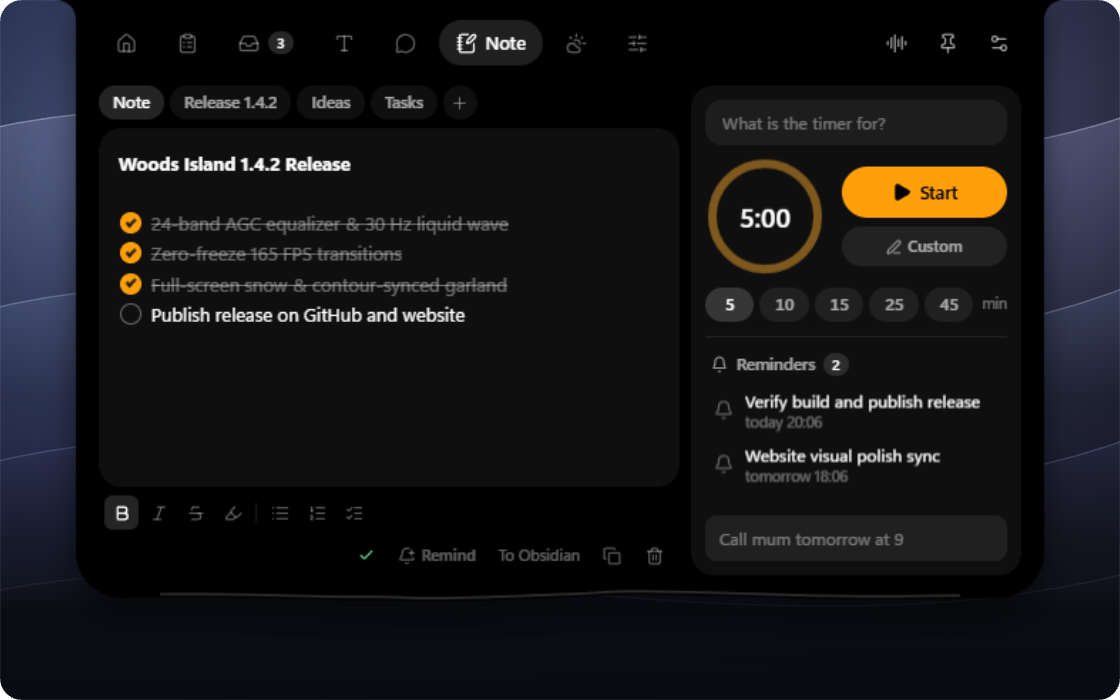 3
Note
Note
Release 1.4.2
Ideas
Tasks
Woods Island 1.4.2 Release
24-band AGC equalizer & 30 Hz liquid wave
Zero-freeze 165 FPS transitions
Full-screen snow & contour-synced garland
Publish release on GitHub and website
B
Remind
To Obsidian
What is the timer for?
5:00
Start
Custom
5 10 15 25 45 min
Reminders 2
Verify build and publish release
today 20:06
Website visual polish sync
tomorrow 18:06
Call mum tomorrow at 9